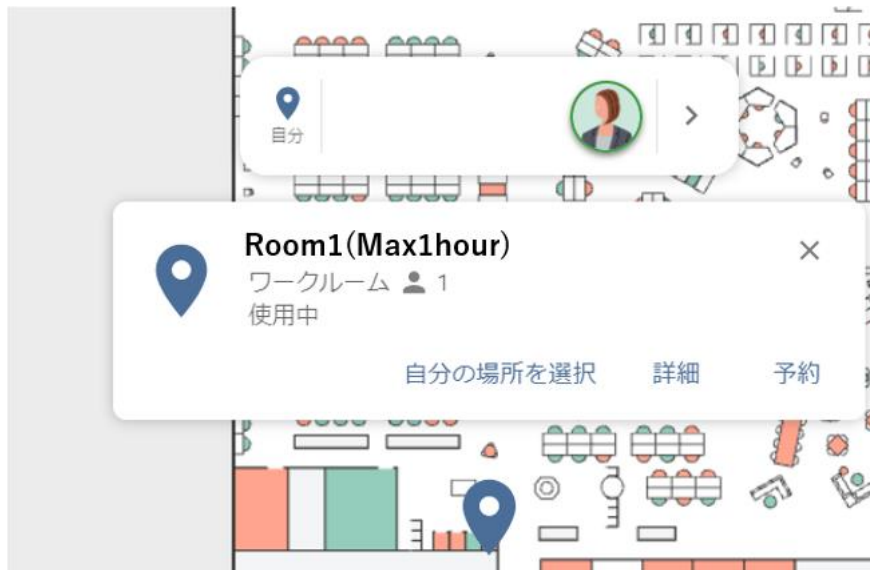 自分
Room1(Max1hour)
ワークルーム 1
使用中
自分の場所を選択 詳細 予約